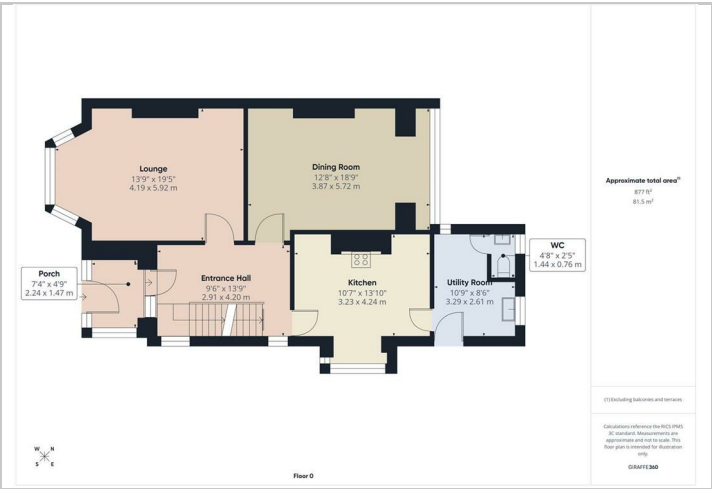 Lounge
13'9" x 19'5"
4.19 x 5.92 m
Dining Room
12'8" x 18'9"
3.87 x 5.72 m
Porch
7'4" x 4'9"
2.24 x 1.47 m
Entrance Hall
9'6" x 13'9"
2.91 x 4.20 m
Kitchen
10'7" x 13'10"
3.23 x 4.24 m
Utility Room
10'9" x 8'6"
3.29 x 2.61 m
WC
4'8" x 2'5"
1.44 x 0.76 m
W N
S E
Floor 0
Approximate total area⁽¹⁾
877 ft²
81.5 m²
(1) Excluding balconies and terraces.
Calculations reference the RICS IPMS
3C standard. Measurements are
approximate and not to scale. This
floor plan is intended for illustration
only.
GIRAFFE360